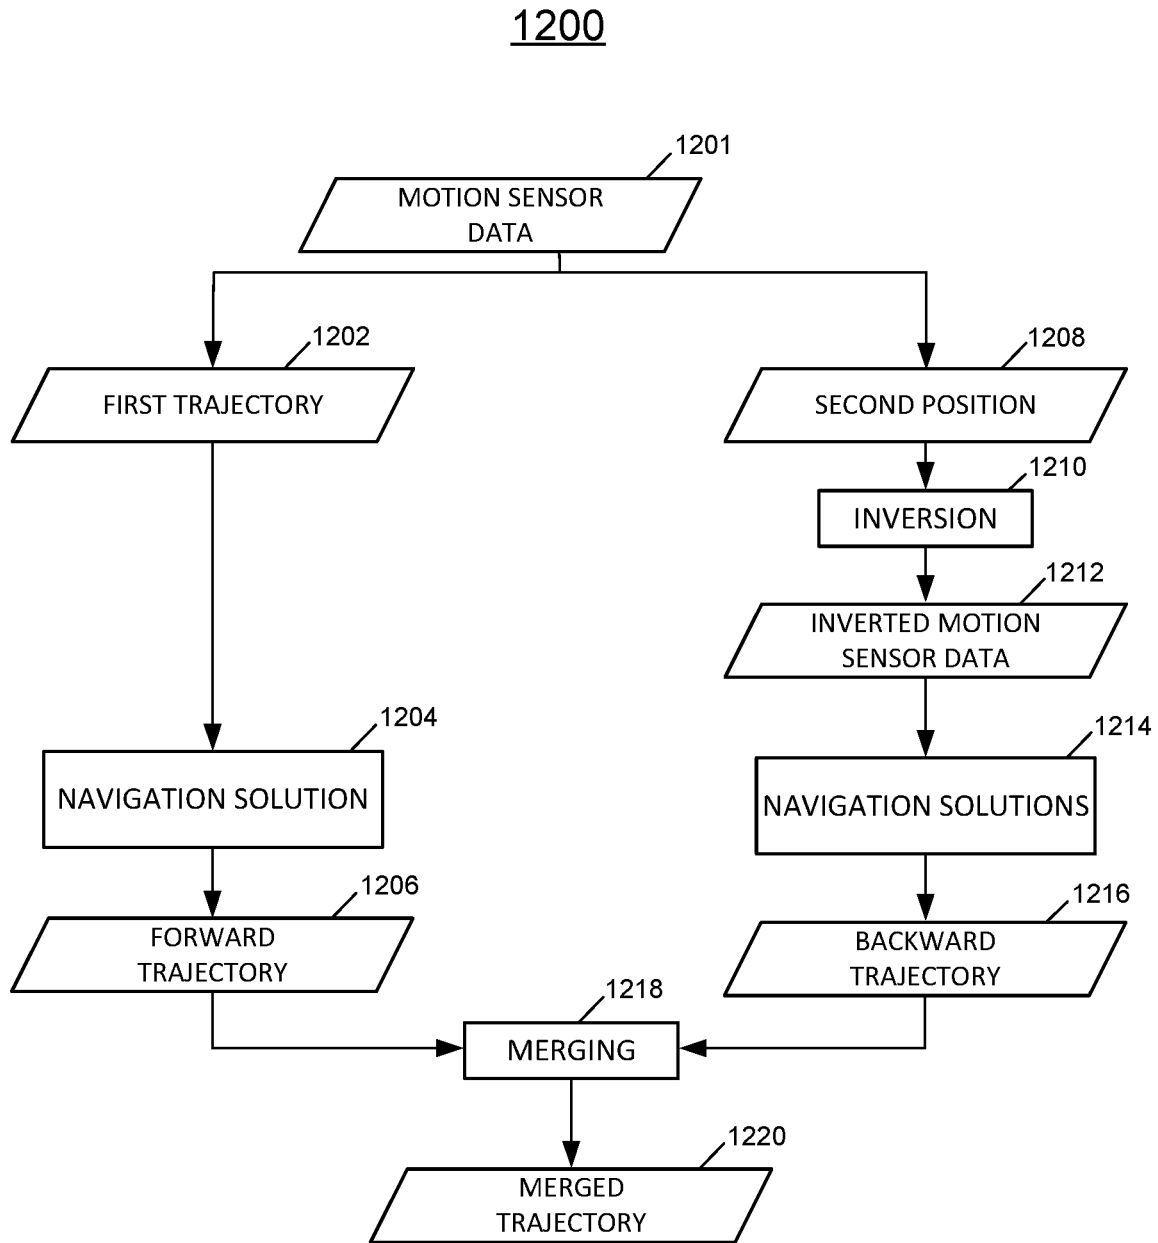 1200
1201
MOTION SENSOR
DATA
1202
FIRST TRAJECTORY
1208
SECOND POSITION
1210
INVERSION
1212
INVERTED MOTION
SENSOR DATA
1204
NAVIGATION SOLUTION
1214
NAVIGATION SOLUTIONS
1206
FORWARD
TRAJECTORY
1216
BACKWARD
TRAJECTORY
1218
MERGING
1220
MERGED
TRAJECTORY